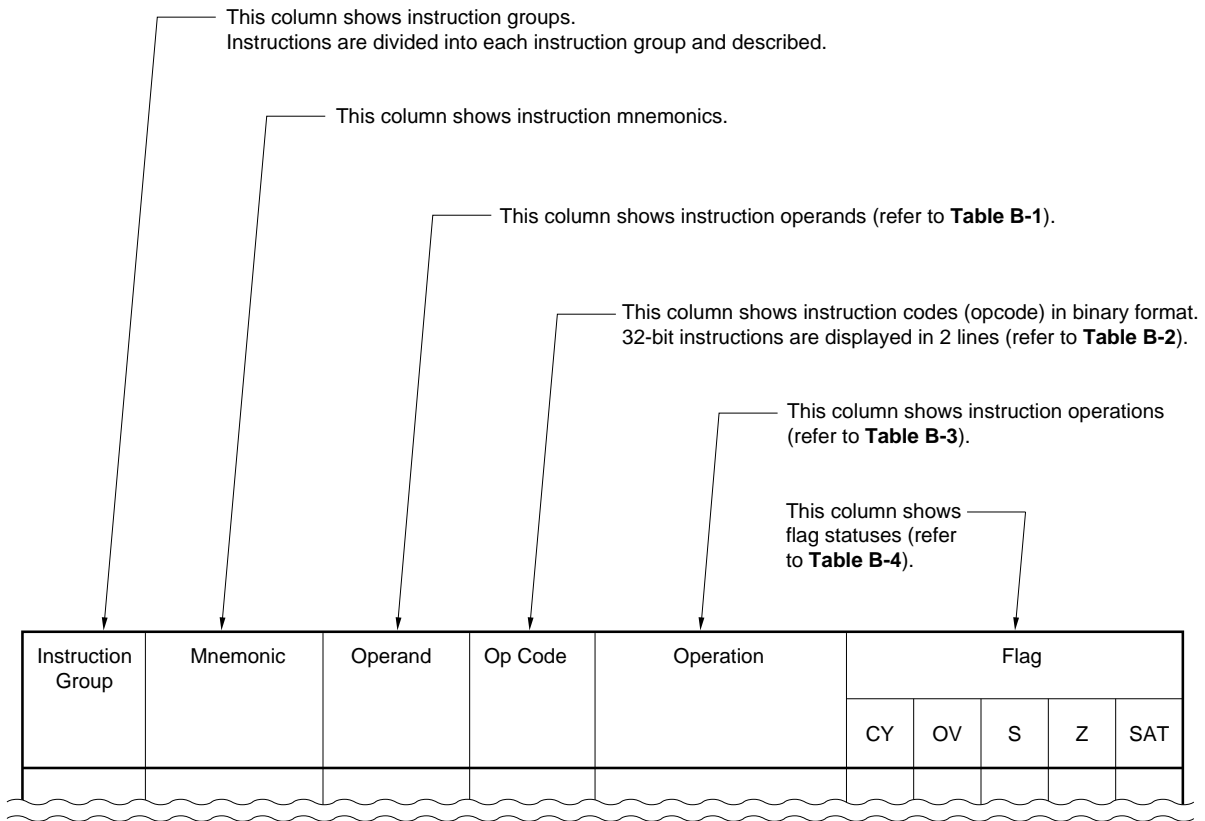 This column shows instruction groups.
Instructions are divided into each instruction group and described.
This column shows instruction mnemonics.
This column shows instruction operands (refer to Table B-1).
This column shows instruction codes (opcode) in binary format.
32-bit instructions are displayed in 2 lines (refer to Table B-2).
This column shows instruction operations
(refer to Table B-3).
This column shows
flag statuses (refer
to Table B-4).
Instruction
Group
Mnemonic
Operand
Op Code
Operation
Flag
CY
OV
S
Z
SAT